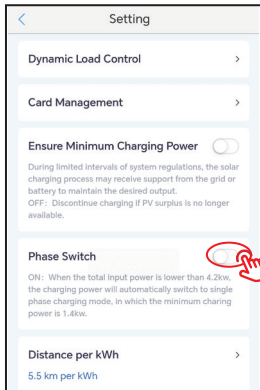 Setting
Dynamic Load Control
Card Management
Ensure Minimum Charging Power
During limited intervals of system regulations, the solar
charging process may receive support from the grid or
battery to maintain the desired output.
OFF: Discontinue charging if PV surplus is no longer
available.
Phase Switch
ON: When the total input power is lower than 4.2kw,
the charging power will automatically switch to single
phase charging mode, in which the minimum charing
power is 1.4kw.
Distance per kWh
5.5 km per kWh